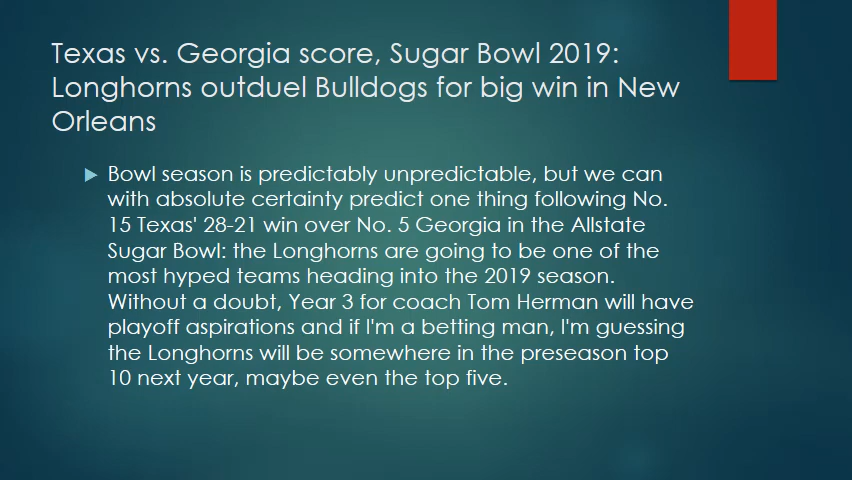 Texas vs. Georgia score, Sugar Bowl 2019:
Longhorns outduel Bulldogs for big win in New
Orleans
Bowl season is predictably unpredictable, but we can
with absolute certainty predict one thing following No.
15 Texas' 28-21 win over No. 5 Georgia in the Allstate
Sugar Bowl: the Longhorns are going to be one of the
most hyped teams heading into the 2019 season.
Without a doubt, Year 3 for coach Tom Herman will have
playoff aspirations and if I'm a betting man, I'm guessing
the Longhorns will be somewhere in the preseason top
10 next year, maybe even the top five.